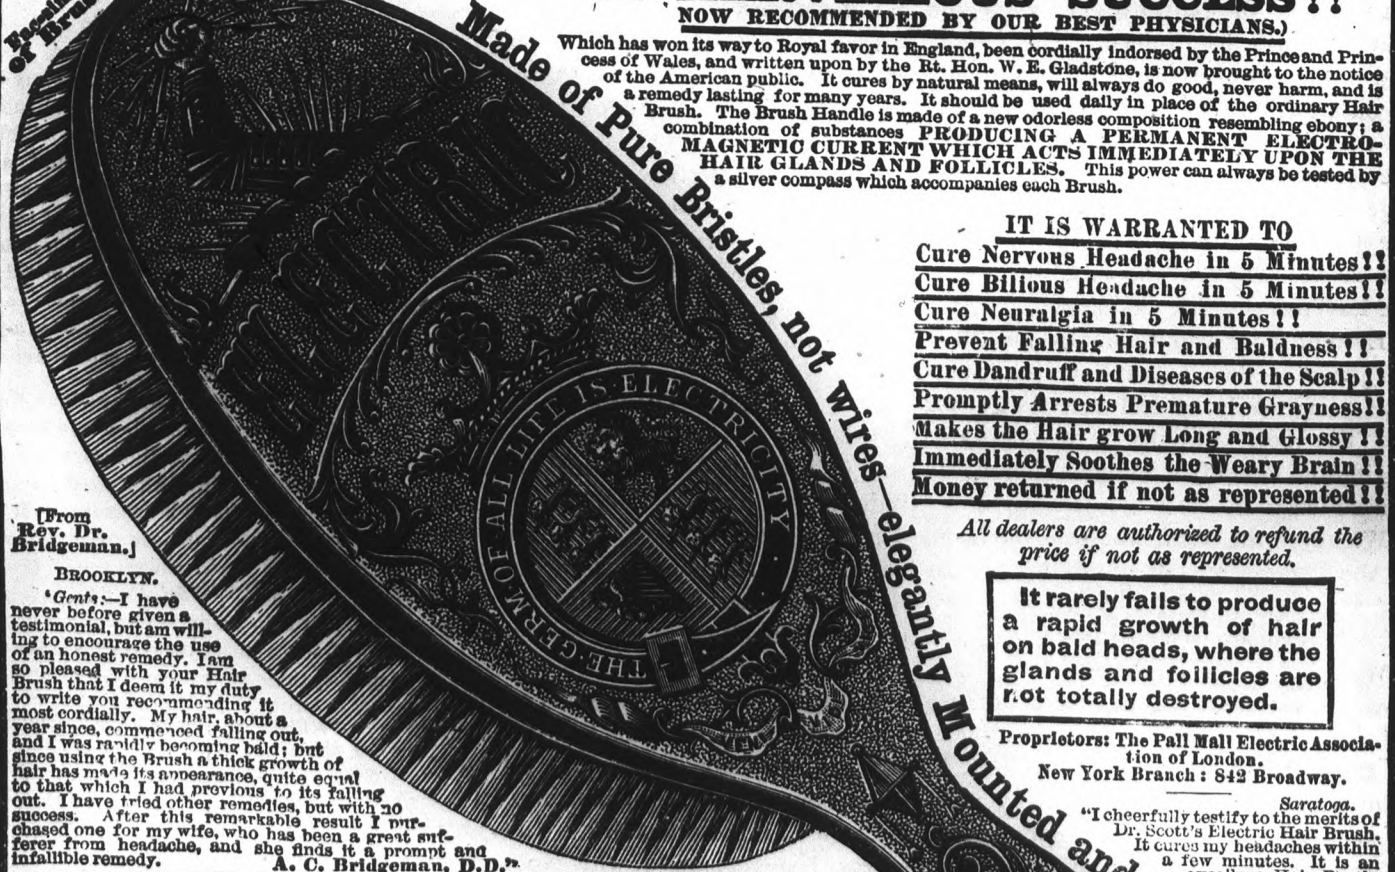 of Brush
SUCCESS!!
NOW RECOMMENDED BY OUR BEST PHYSICIANS.)
Which has won its way to Royal favor in England, been cordially indorsed by the Prince and Prin-
cess of Wales, and written upon by the Rt. Hon. W. E. Gladstone, is now brought to the notice
of the American public. It cures by natural means, will always do good, never harm, and is
a remedy lasting for many years. It should be used daily in place of the ordinary Hair
Brush. The Brush Handle is made of a new odorless composition resembling ebony; a
combination of substances PRODUCING A PERMANENT ELECTRO-
MAGNETIC CURRENT WHICH ACTS IMMEDIATELY UPON THE
HAIR GLANDS AND FOLLICLES. This power can always be tested by
a silver compass which accompanies each Brush.
Made of Pure Bristles, not wires—elegantly Mounted and
ELECTRIC
THE·GERM OF ALL LIFE IS·ELECTRICITY
IT IS WARRANTED TO
Cure Nervous Headache in 5 Minutes!!
Cure Bilious Headache in 5 Minutes!!
Cure Neuralgia in 5 Minutes!!
Prevent Falling Hair and Baldness!!
Cure Dandruff and Diseases of the Scalp!!
Promptly Arrests Premature Grayness!!
Makes the Hair grow Long and Glossy!!
Immediately Soothes the Weary Brain!!
Money returned if not as represented!!
All dealers are authorized to refund the
price if not as represented.
It rarely fails to produce
a rapid growth of hair
on bald heads, where the
glands and follicles are
not totally destroyed.
Proprietors: The Pall Mall Electric Associa-
tion of London.
New York Branch: 842 Broadway.
Saratoga.
"I cheerfully testify to the merits of
Dr. Scott's Electric Hair Brush.
It cures my headaches within
a few minutes. It is an
[From
Rev. Dr.
Bridgeman.]
BROOKLYN.
'Gents:—I have
never before given a
testimonial, but am will-
ing to encourage the use
of an honest remedy. I am
so pleased with your Hair
Brush that I deem it my duty
to write you recommending it
most cordially. My hair, about a
year since, commenced falling out,
and I was rapidly becoming bald; but
since using the Brush a thick growth of
hair has made its appearance, quite equal
to that which I had previous to its falling
out. I have tried other remedies, but with no
success. After this remarkable result I pur-
chased one for my wife, who has been a great suf-
ferer from headache, and she finds it a prompt and
infallible remedy. A. C. Bridgeman, D.D."